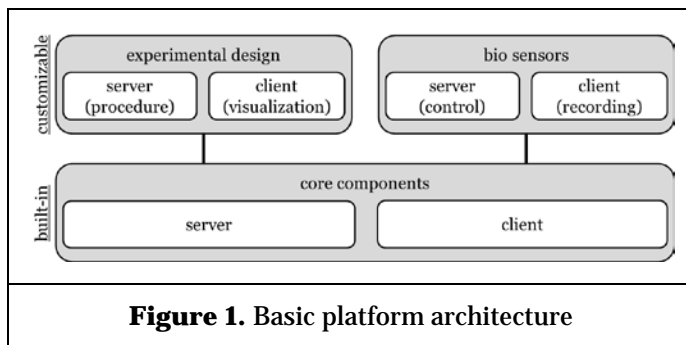 customizable
experimental design
server
(procedure)
client
(visualization)
bio sensors
server
(control)
client
(recording)
built-in
core components
server
client
Figure 1. Basic platform architecture